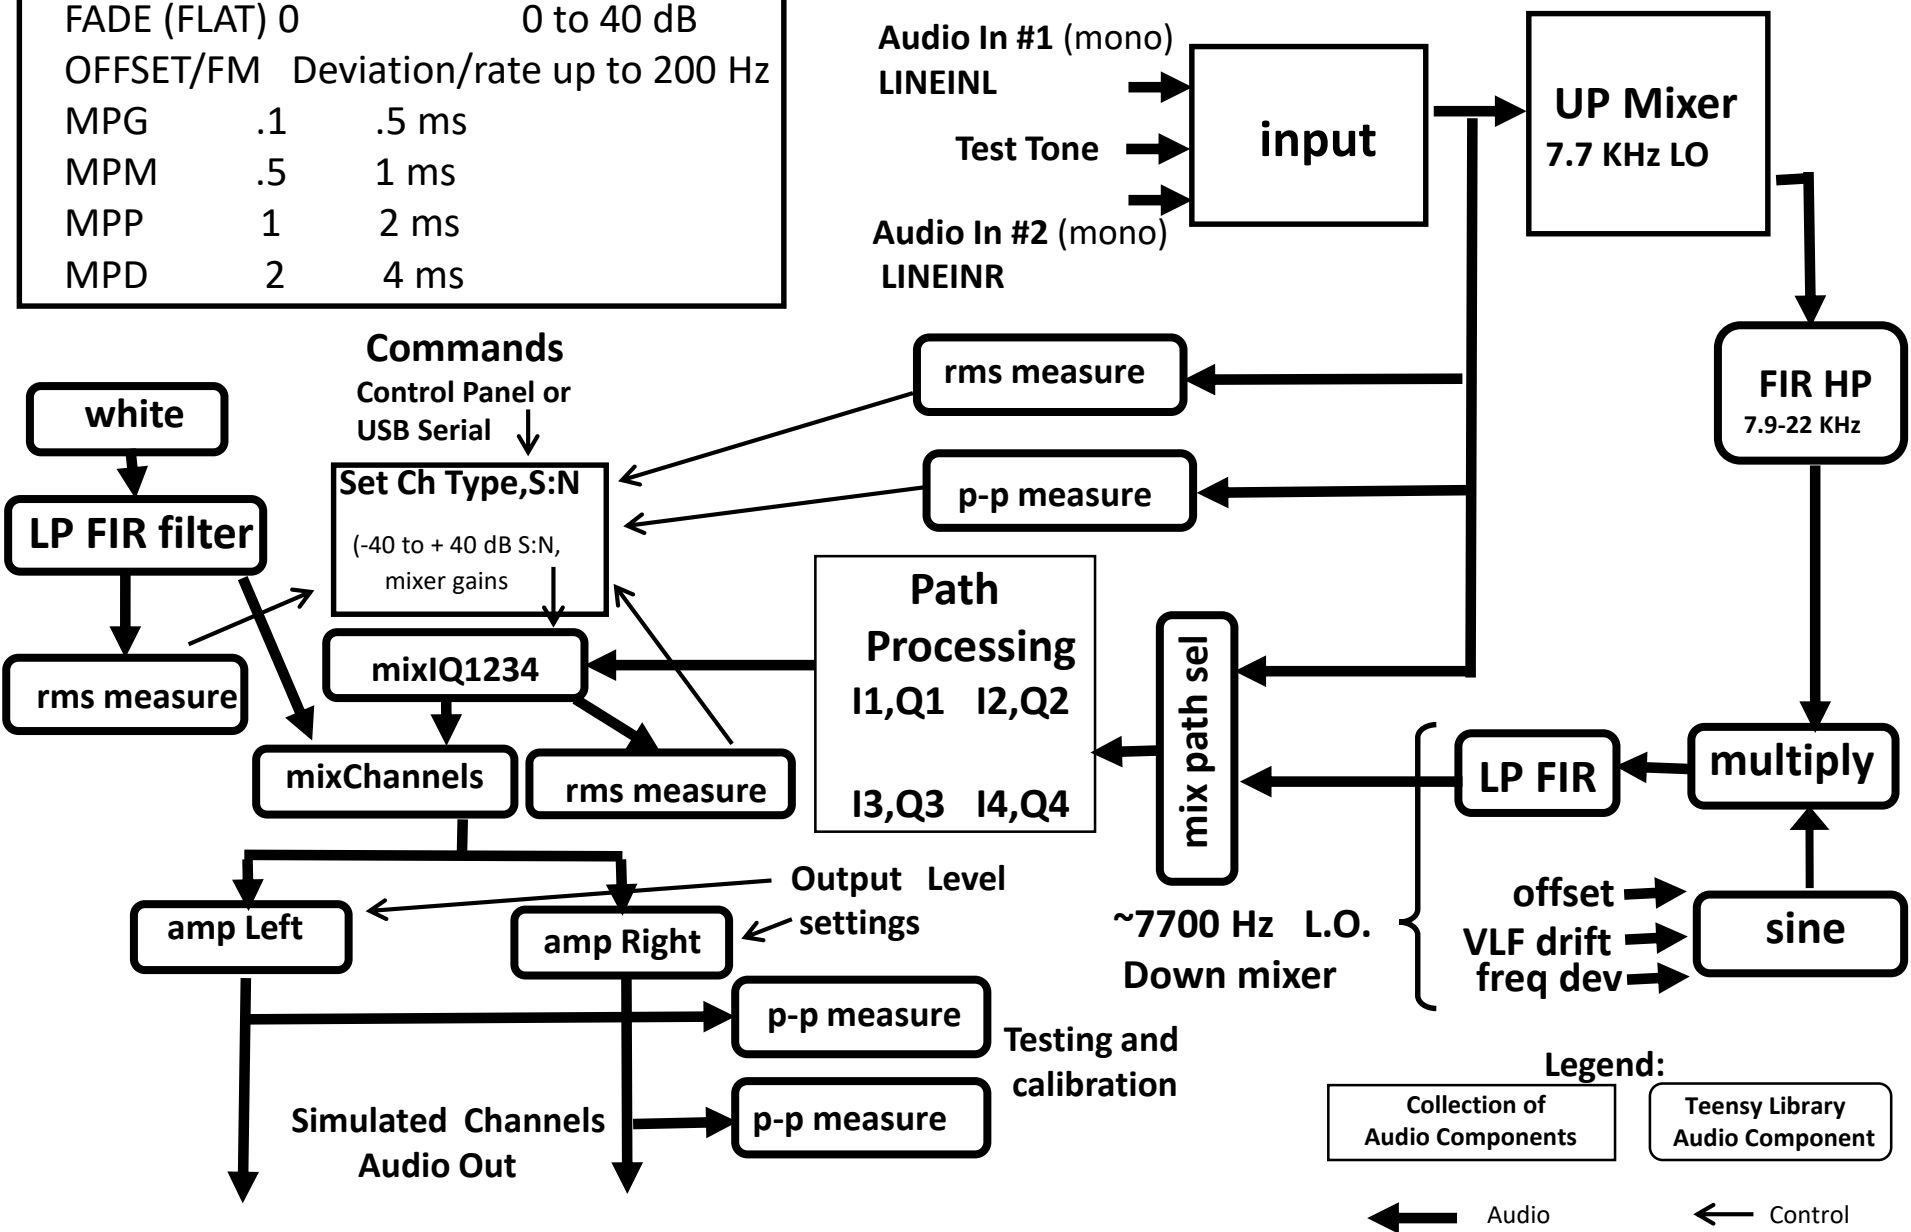 FADE (FLAT) 0 0 to 40 dB
OFFSET/FM Deviation/rate up to 200 Hz
MPG .1 .5 ms
MPM .5 1 ms
MPP 1 2 ms
MPD 2 4 ms
Audio In #1 (mono)
LINEINL
Test Tone
Audio In #2 (mono)
LINEINR
input
UP Mixer
7.7 KHz LO
FIR HP
7.9-22 KHz
Commands
Control Panel or
USB Serial
rms measure
p-p measure
white
LP FIR filter
rms measure
Set Ch Type,S:N
(-40 to + 40 dB S:N,
mixer gains
mixIQ1234
mixChannels
rms measure
Path
Processing
I1,Q1 I2,Q2
I3,Q3 I4,Q4
mix path sel
LP FIR
multiply
offset
VLF drift
freq dev
sine
~7700 Hz L.O.
Down mixer
Output Level
settings
amp Left
amp Right
p-p measure
p-p measure
Testing and
calibration
Simulated Channels
Audio Out
Legend:
Collection of
Audio Components
Teensy Library
Audio Component
Audio
Control